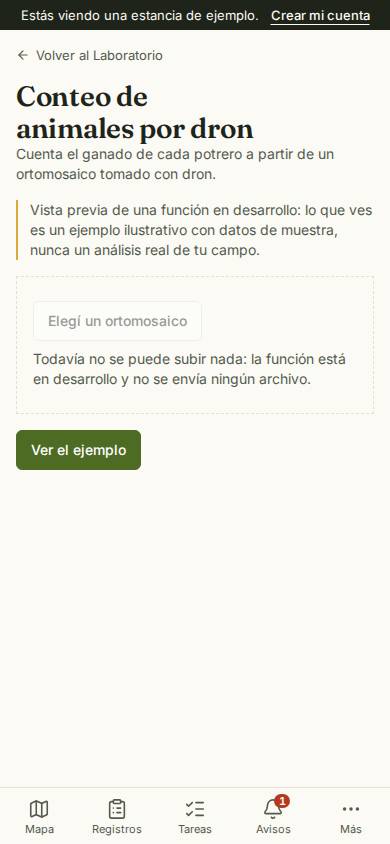 Estás viendo una estancia de ejemplo. Crear mi cuenta
← Volver al Laboratorio
Conteo de
animales por dron
Cuenta el ganado de cada potrero a partir de un
ortomosaico tomado con dron.
Vista previa de una función en desarrollo: lo que ves
es un ejemplo ilustrativo con datos de muestra,
nunca un análisis real de tu campo.
Elegí un ortomosaico
Todavía no se puede subir nada: la función está
en desarrollo y no se envía ningún archivo.
Ver el ejemplo
1
Mapa Registros Tareas Avisos Más